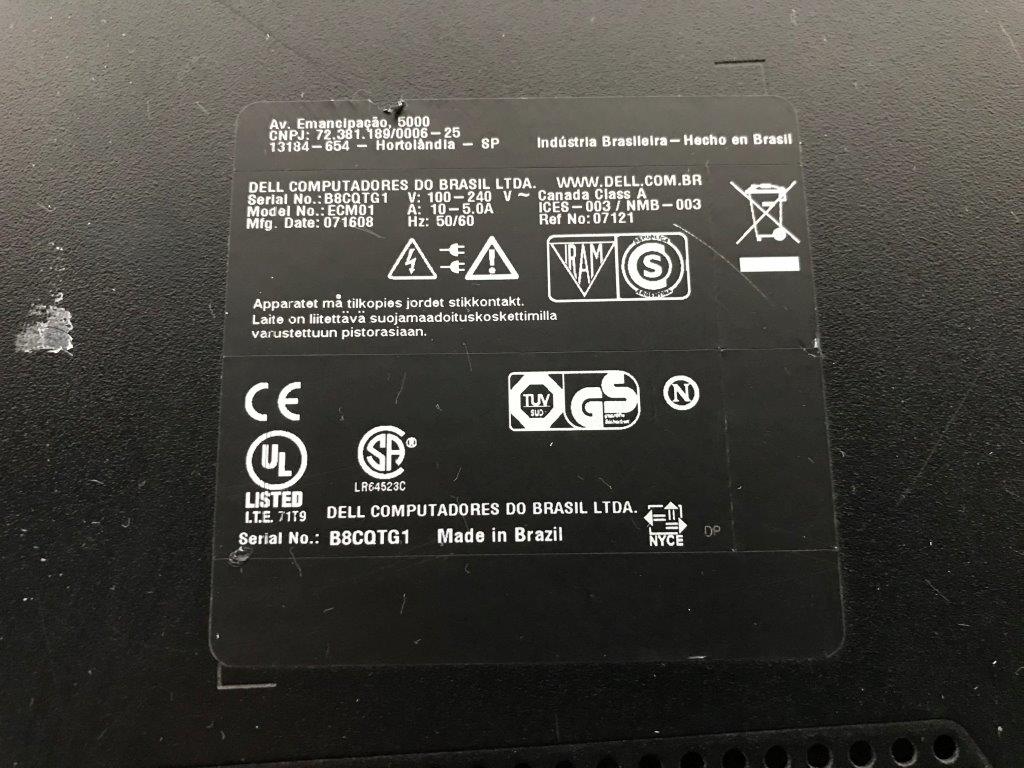 Av. Emancipação, 5000
CNPJ: 72.381.189/0006-25
13184-654 - Hortolândia - SP
Indústria Brasileira - Hecho en Brasil
DELL COMPUTADORES DO BRASIL LTDA. WWW.DELL.COM.BR
Serial No.: B8CQTG1 V: 100-240 V ~ Canada Class A
Model No.: ECM01 A: 10-5.0A ICES-003 / NMB-003
Mfg. Date: 071608 Hz: 50/60 Ref No: 07121
IRAM S
Apparatet må tilkopies jordet stikkontakt.
Laite on liitettävä suojamaadoituskoskettimilla
varustettuun pistorasiaan.
CE
TUV
SUD
GS
N
UL
LISTED
I.T.E. 71T9
SA ®
LR64523C
DELL COMPUTADORES DO BRASIL LTDA.
NYCE
DP
Serial No.: B8CQTG1 Made in Brazil